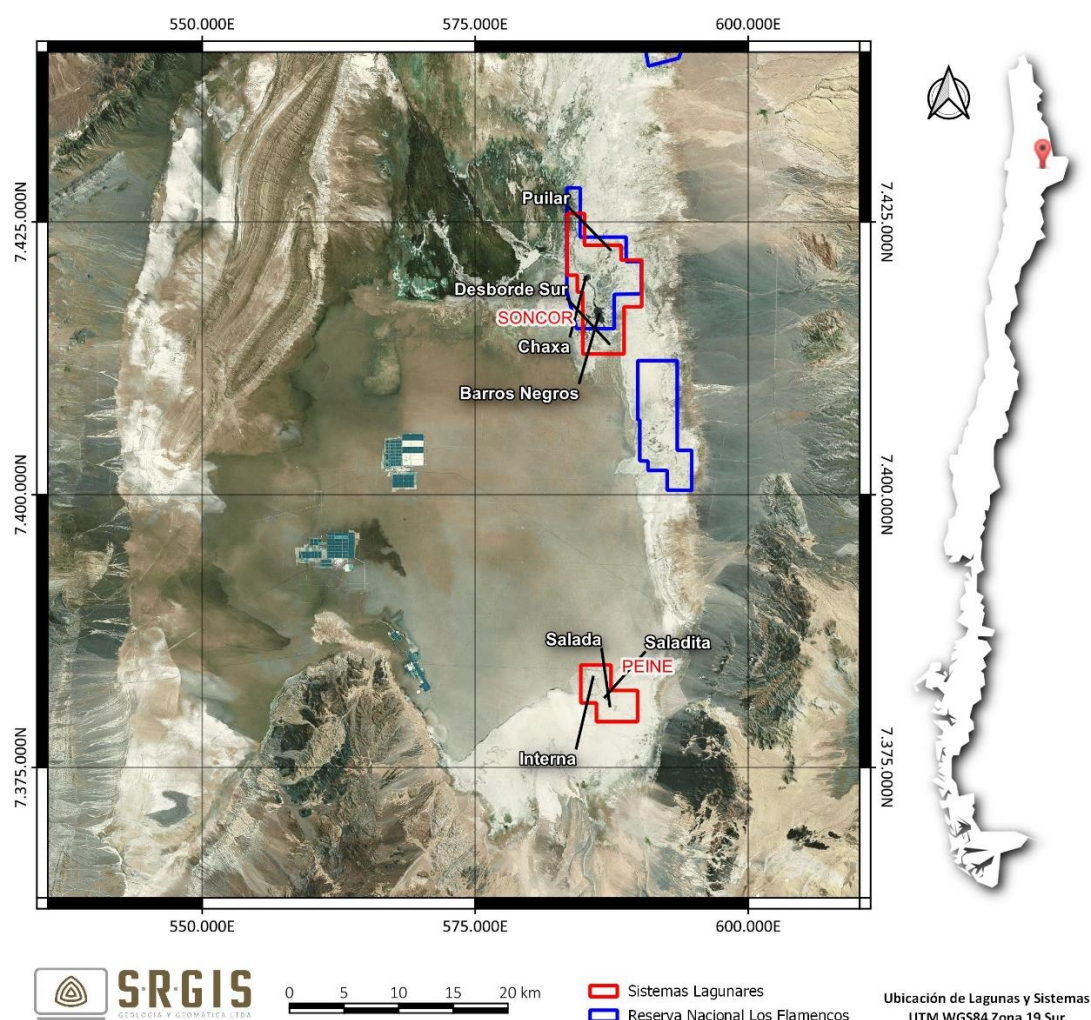 550.000E
575.000E
600.000E
7.425.000N
7.425.000N
Puilar
Desborde Sur
SONCOR
Chaxa
Barros Negros
7.400.000N
7.400.000N
Salada
Saladita
PEINE
Interna
7.375.000N
7.375.000N
550.000E
575.000E
600.000E
S·R·GIS
GEOLOGÍA Y GEOMÁTICA LTDA
0 5 10 15 20 km
Sistemas Lagunares
Reserva Nacional Los Flamencos
Ubicación de Lagunas y Sistemas
UTM WGS84 Zona 19 Sur